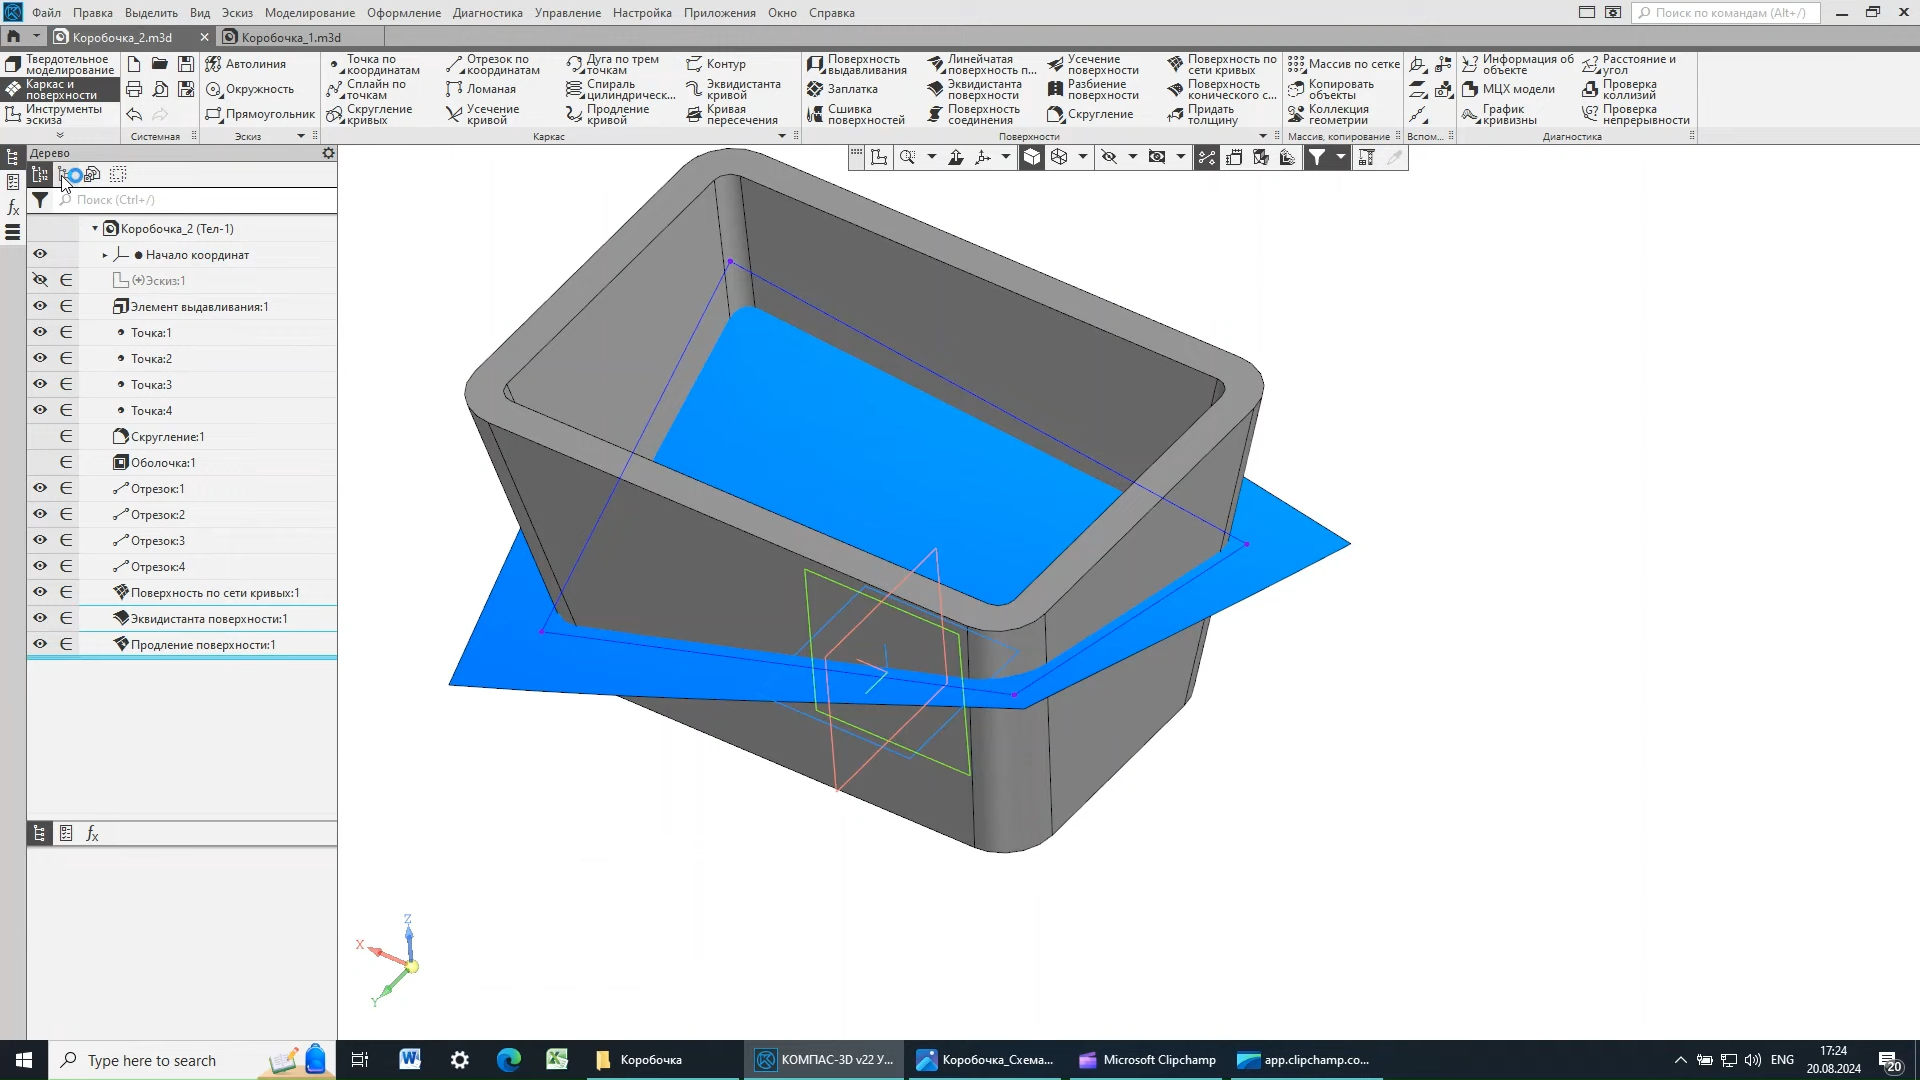 Файл Правка Выделить Вид Эскиз Моделирование Оформление Диагностика Управление Настройка Приложения Окно Справка
Поиск по командам (Alt+/)
Коробочка_2.m3d
Коробочка_1.m3d
Твердотельное моделирование
Каркас и поверхности
Инструменты эскиза
Системная
Автолиния
Окружность
Прямоугольник
Эскиз
Точка по координатам
Сплайн по точкам
Скругление кривых
Отрезок по координатам
Ломаная
Усечение кривой
Дуга по трем точкам
Спираль цилиндрическ...
Продление кривой
Контур
Эквидистанта кривой
Кривая пересечения
Каркас
Поверхность выдавливания
Заплатка
Сшивка поверхностей
Линейчатая поверхность п...
Эквидистанта поверхности
Поверхность соединения
Усечение поверхности
Разбиение поверхности
Скругление
Поверхность по сети кривых
Поверхность конического с...
Придать толщину
Поверхности
Массив по сетке
Копировать объекты
Коллекция геометрии
Массив, копирование
Вспом...
Информация об объекте
МЦХ модели
График кривизны
Расстояние и угол
Проверка коллизий
Проверка непрерывности
Диагностика
Дерево
Поиск (Ctrl+/)
Коробочка_2 (Тел-1)
Начало координат
(+)Эскиз:1
Элемент выдавливания:1
Точка:1
Точка:2
Точка:3
Точка:4
Скругление:1
Оболочка:1
Отрезок:1
Отрезок:2
Отрезок:3
Отрезок:4
Поверхность по сети кривых:1
Эквидистанта поверхности:1
Продление поверхности:1
Z
X
Y
Type here to search
Коробочка
КОМПАС-3D v22 У...
Коробочка_Схема...
Microsoft Clipchamp
app.clipchamp.co...
ENG
17:24
20.08.2024
20